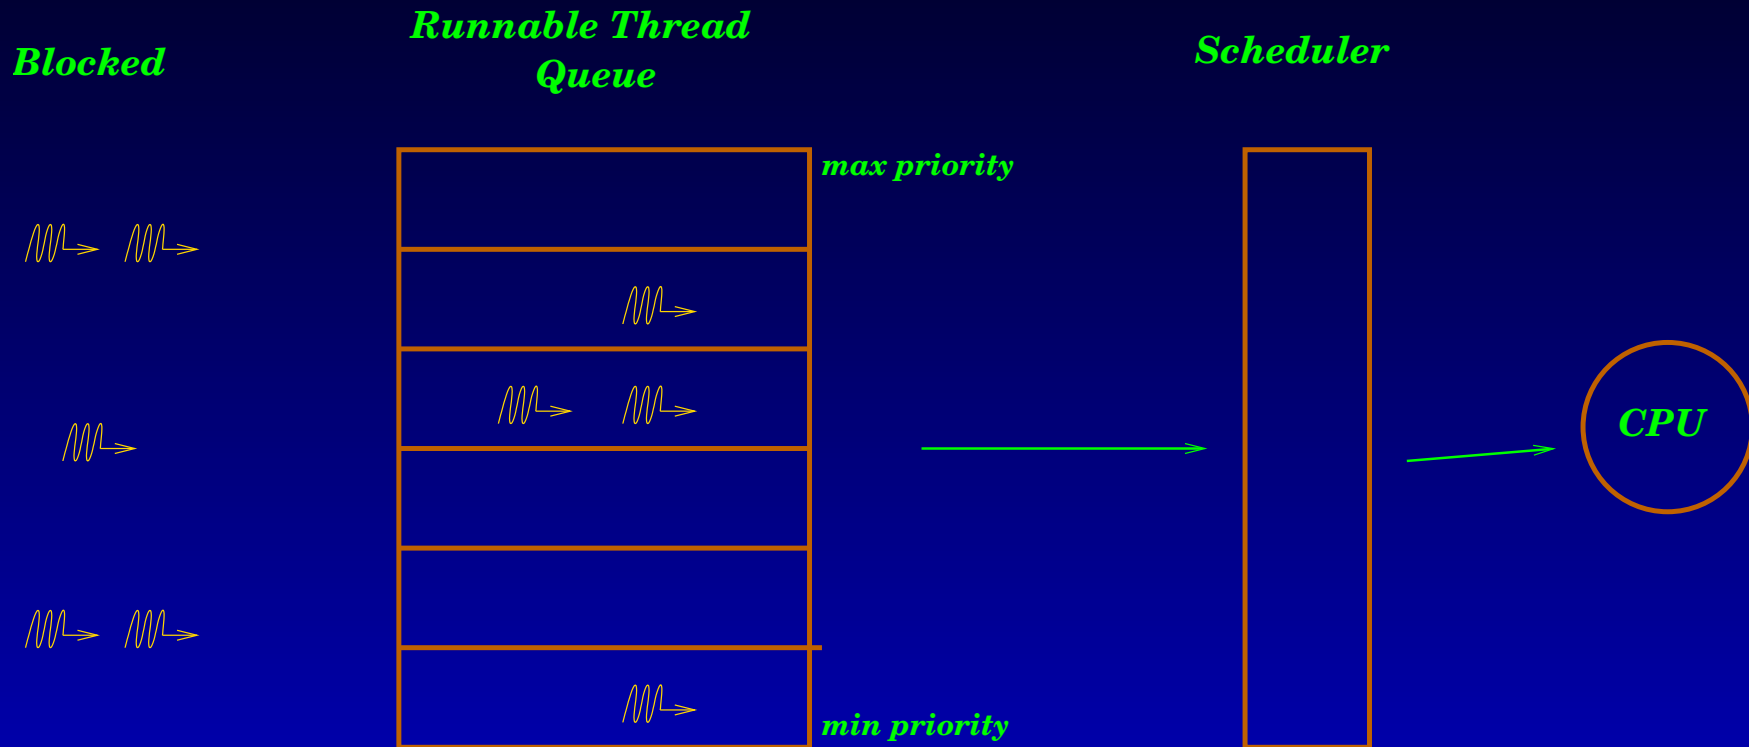 Blocked
Runnable Thread
Queue
Scheduler
max priority
CPU
min priority